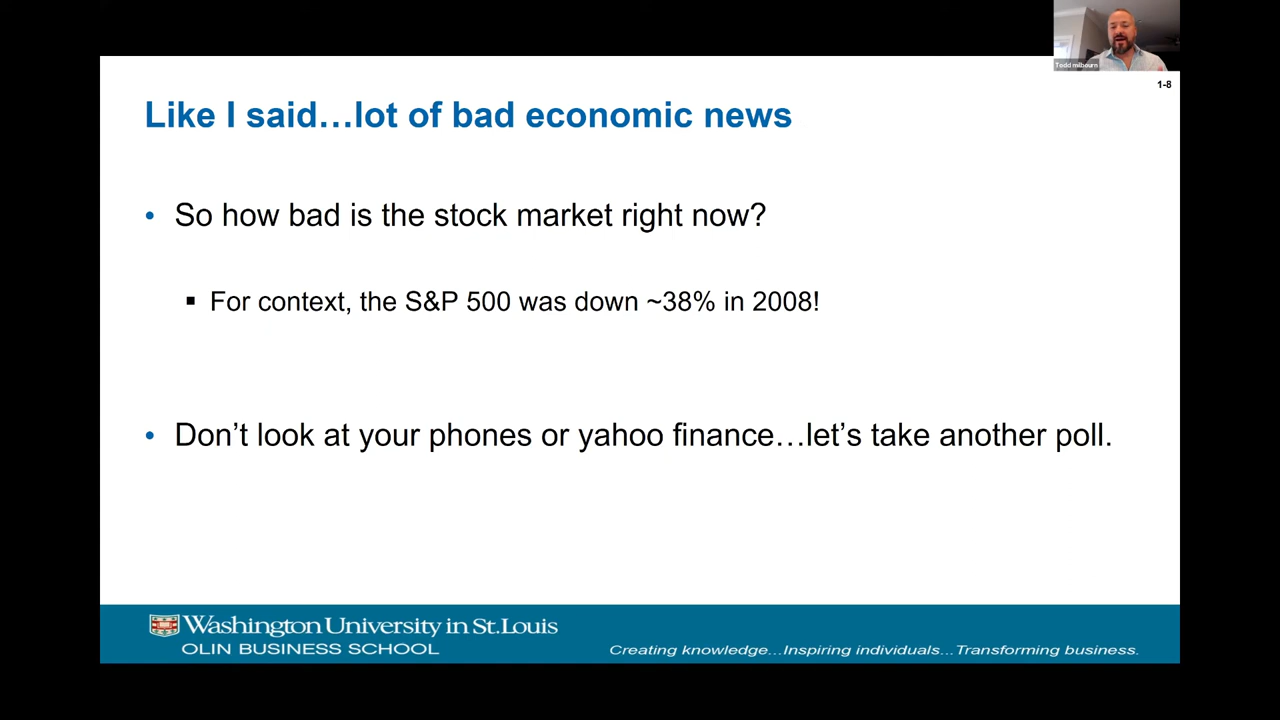 Todd milbourn
1-8
Like I said…lot of bad economic news
• So how bad is the stock market right now?
▪ For context, the S&P 500 was down ~38% in 2008!
• Don’t look at your phones or yahoo finance…let’s take another poll.
Washington University in St. Louis
OLIN BUSINESS SCHOOL
Creating knowledge…Inspiring individuals…Transforming business.